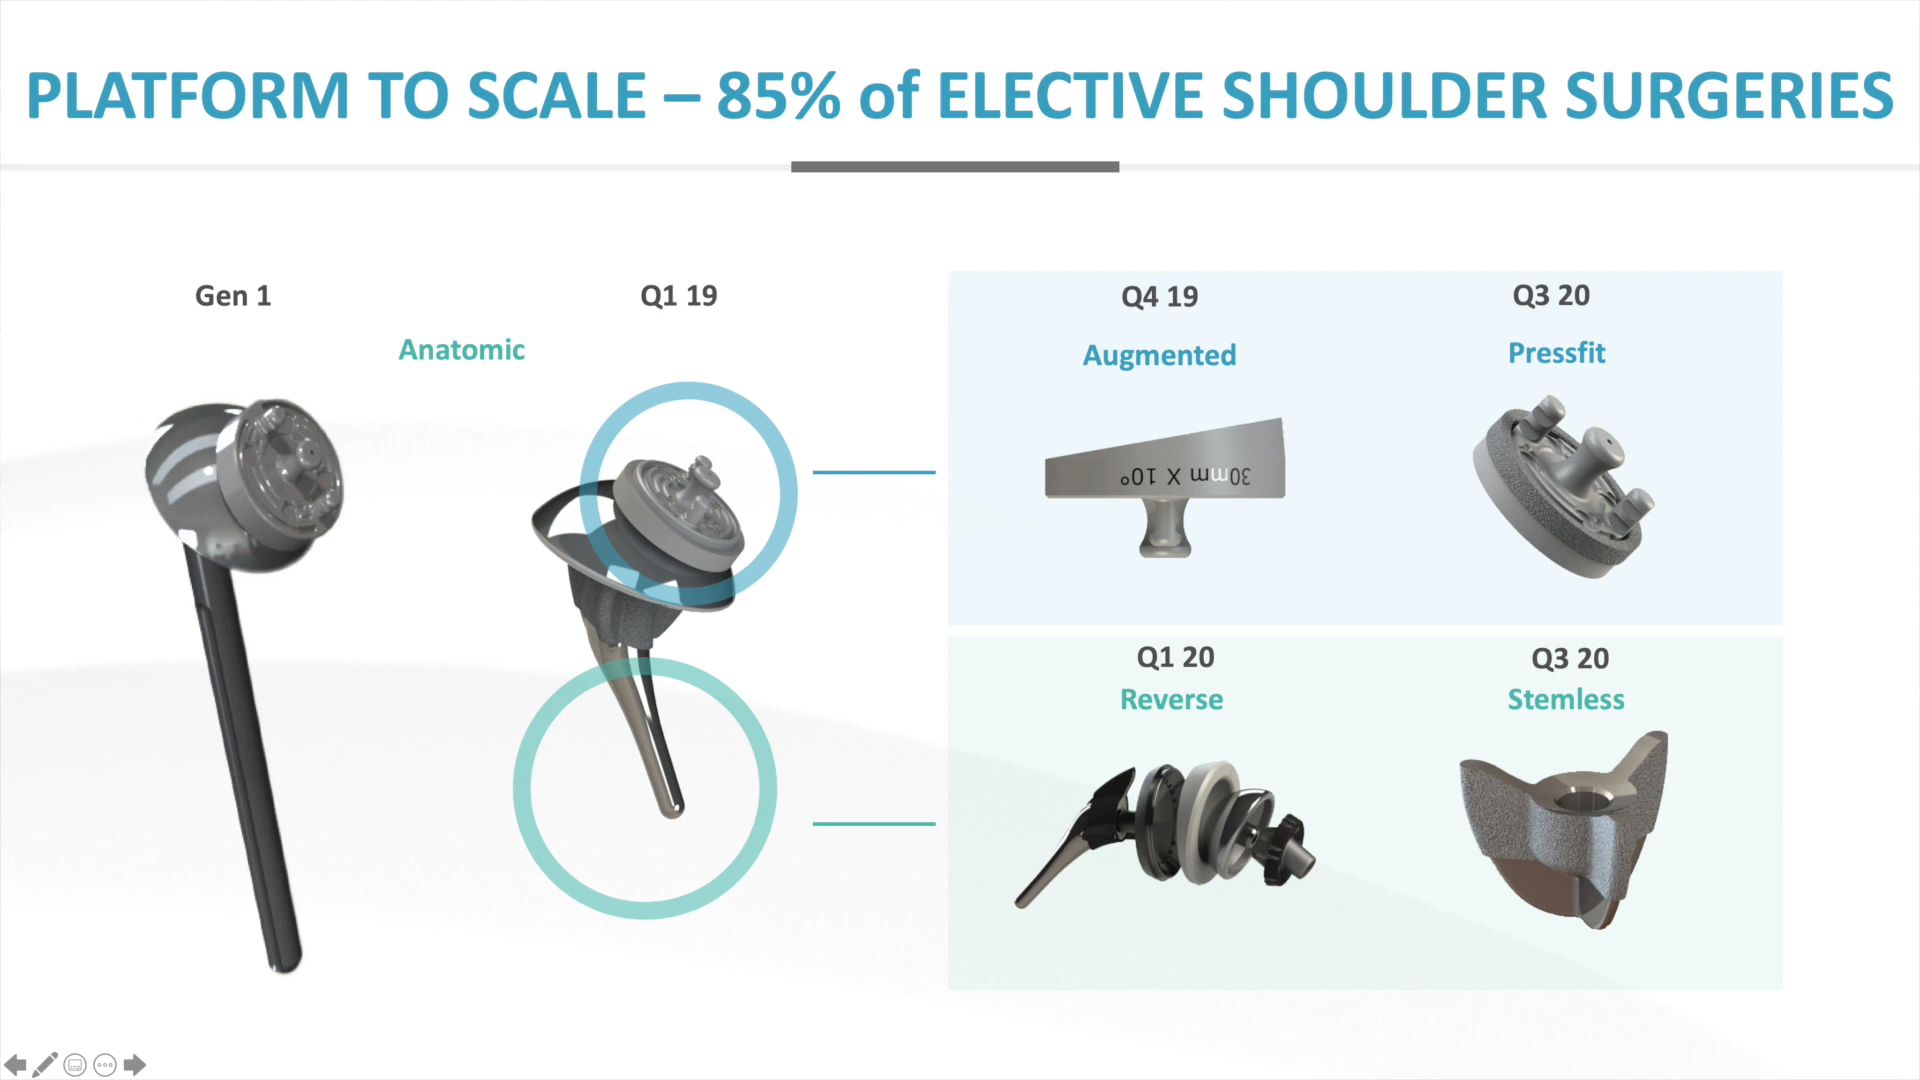 PLATFORM TO SCALE – 85% of ELECTIVE SHOULDER SURGERIES
Gen 1
Q1 19
Anatomic
Q4 19
Augmented
30mm X 10°
Q3 20
Pressfit
Q1 20
Reverse
Q3 20
Stemless